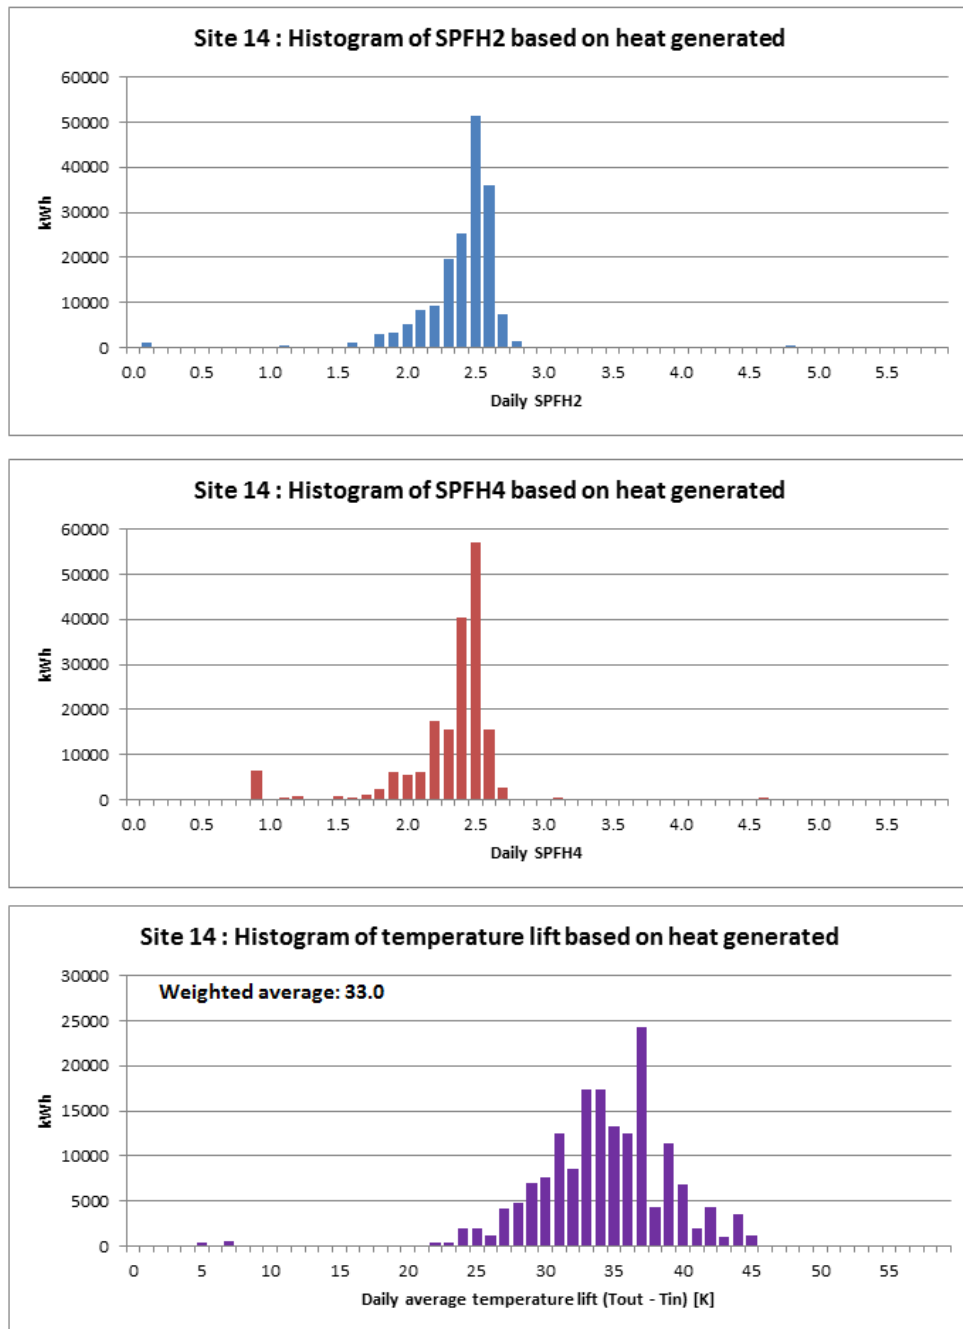 Site 14 : Histogram of SPFH2 based on heat generated
60000
50000
40000
30000
20000
10000
0
kWh
0.0 0.5 1.0 1.5 2.0 2.5 3.0 3.5 4.0 4.5 5.0 5.5
Daily SPFH2
Site 14 : Histogram of SPFH4 based on heat generated
60000
50000
40000
30000
20000
10000
0
kWh
0.0 0.5 1.0 1.5 2.0 2.5 3.0 3.5 4.0 4.5 5.0 5.5
Daily SPFH4
Site 14 : Histogram of temperature lift based on heat generated
Weighted average: 33.0
30000
25000
20000
15000
10000
5000
0
kWh
0 5 10 15 20 25 30 35 40 45 50 55
Daily average temperature lift (Tout - Tin) [K]